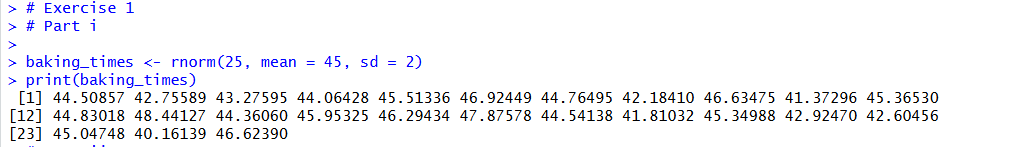 > # Exercise 1
> # Part i
>
> baking_times <- rnorm(25, mean = 45, sd = 2)
> print(baking_times)
[1] 44.50857 42.75589 43.27595 44.06428 45.51336 46.92449 44.76495 42.18410 46.63475 41.37296 45.36530
[12] 44.83018 48.44127 44.36060 45.95325 46.29434 47.87578 44.54138 41.81032 45.34988 42.92470 42.60456
[23] 45.04748 40.16139 46.62390